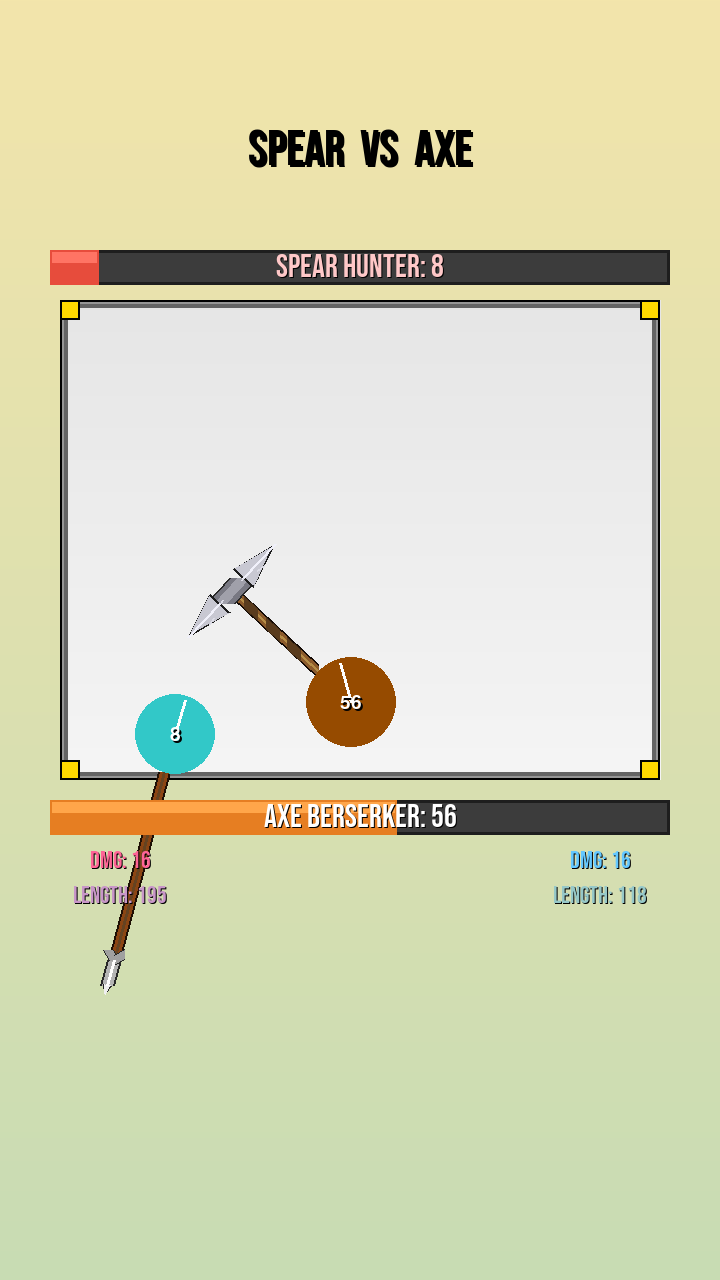 SPEAR VS AXE
SPEAR HUNTER: 8
56
8
AXE BERSERKER: 56
DMG: 16
DMG: 16
LENGTH: 195
LENGTH: 118